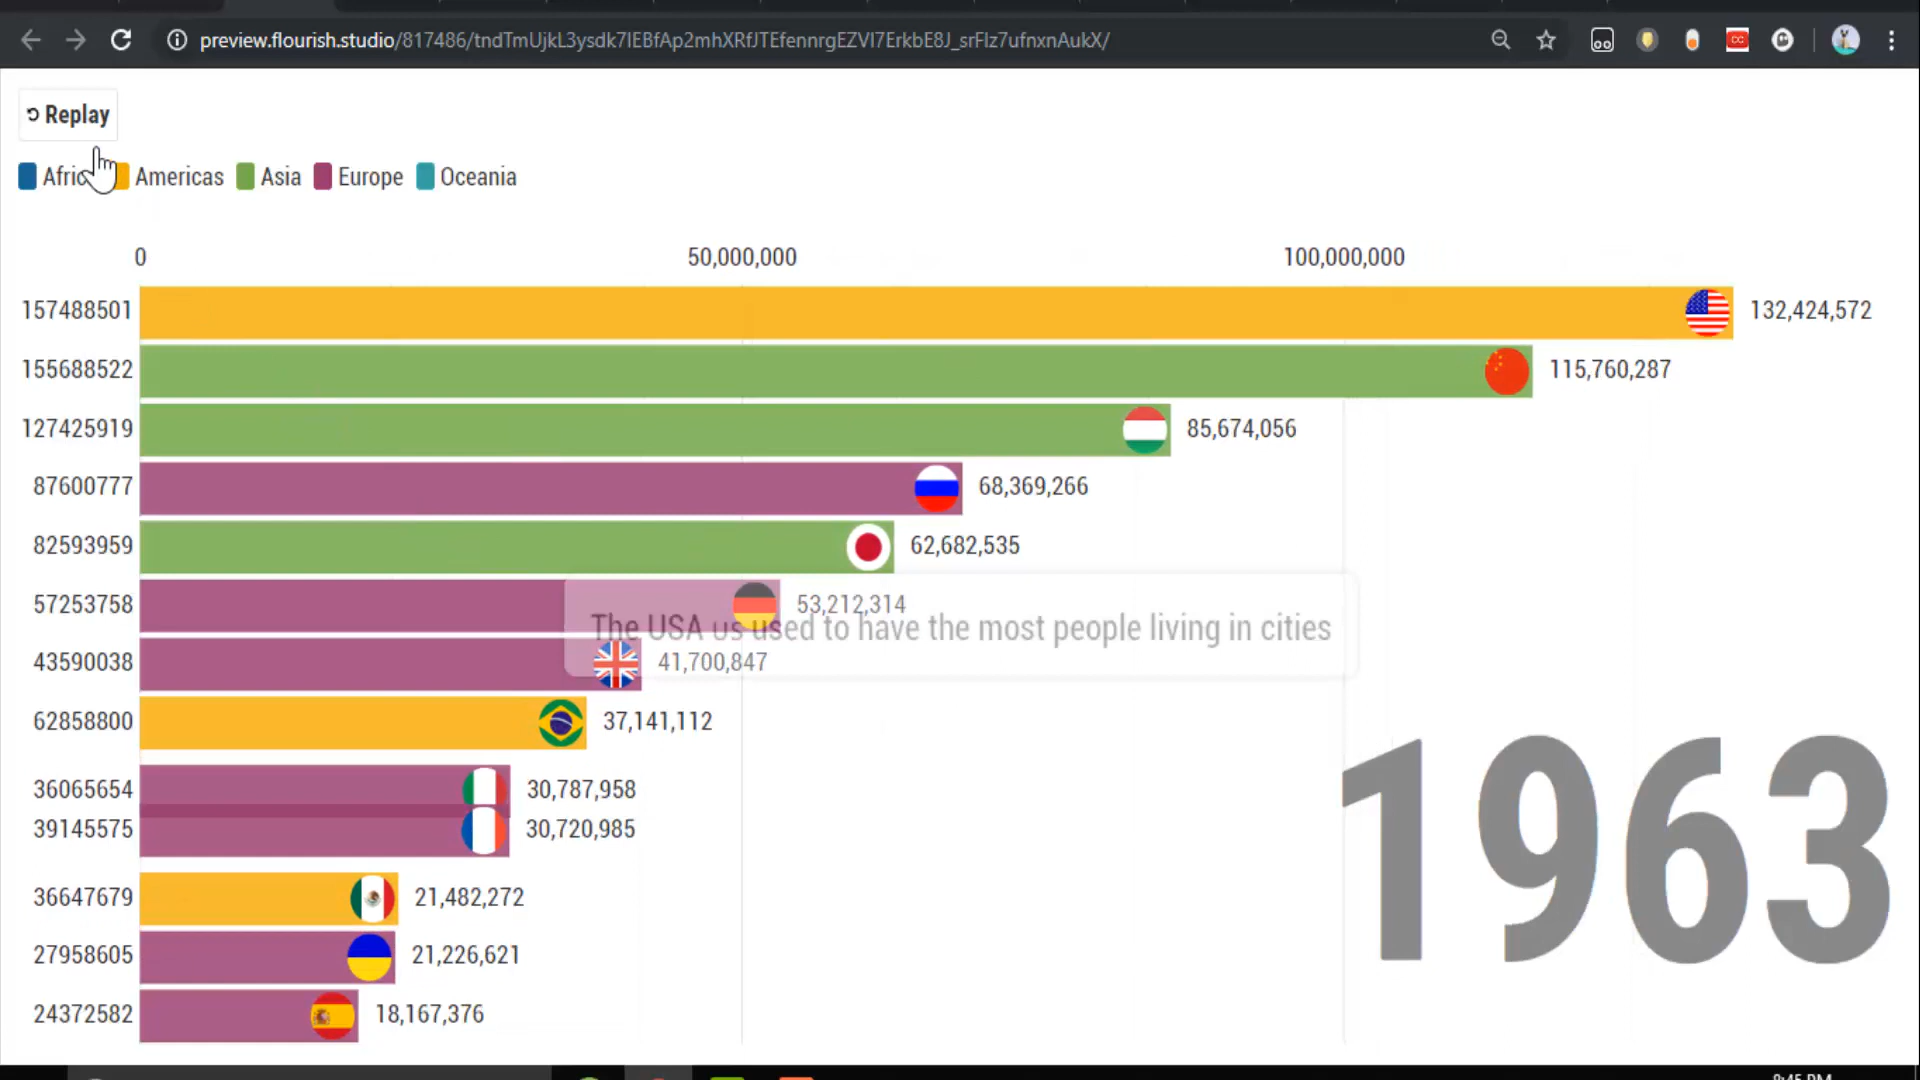 preview.flourish.studio/817486/tndTmUjkL3ysdk7IEBfAp2mhXRfJTEfennrgEZVI7ErkbE8J_srFlz7ufnxnAukX/
Replay
Afric Americas Asia Europe Oceania
0 50,000,000 100,000,000
157488501 132,424,572
155688522 115,760,287
127425919 85,674,056
87600777 68,369,266
82593959 62,682,535
57253758 53,212,314
The USA us used to have the most people living in cities
43590038 41,700,847
62858800 37,141,112
36065654 30,787,958
39145575 30,720,985
36647679 21,482,272
27958605 21,226,621
24372582 18,167,376
1963